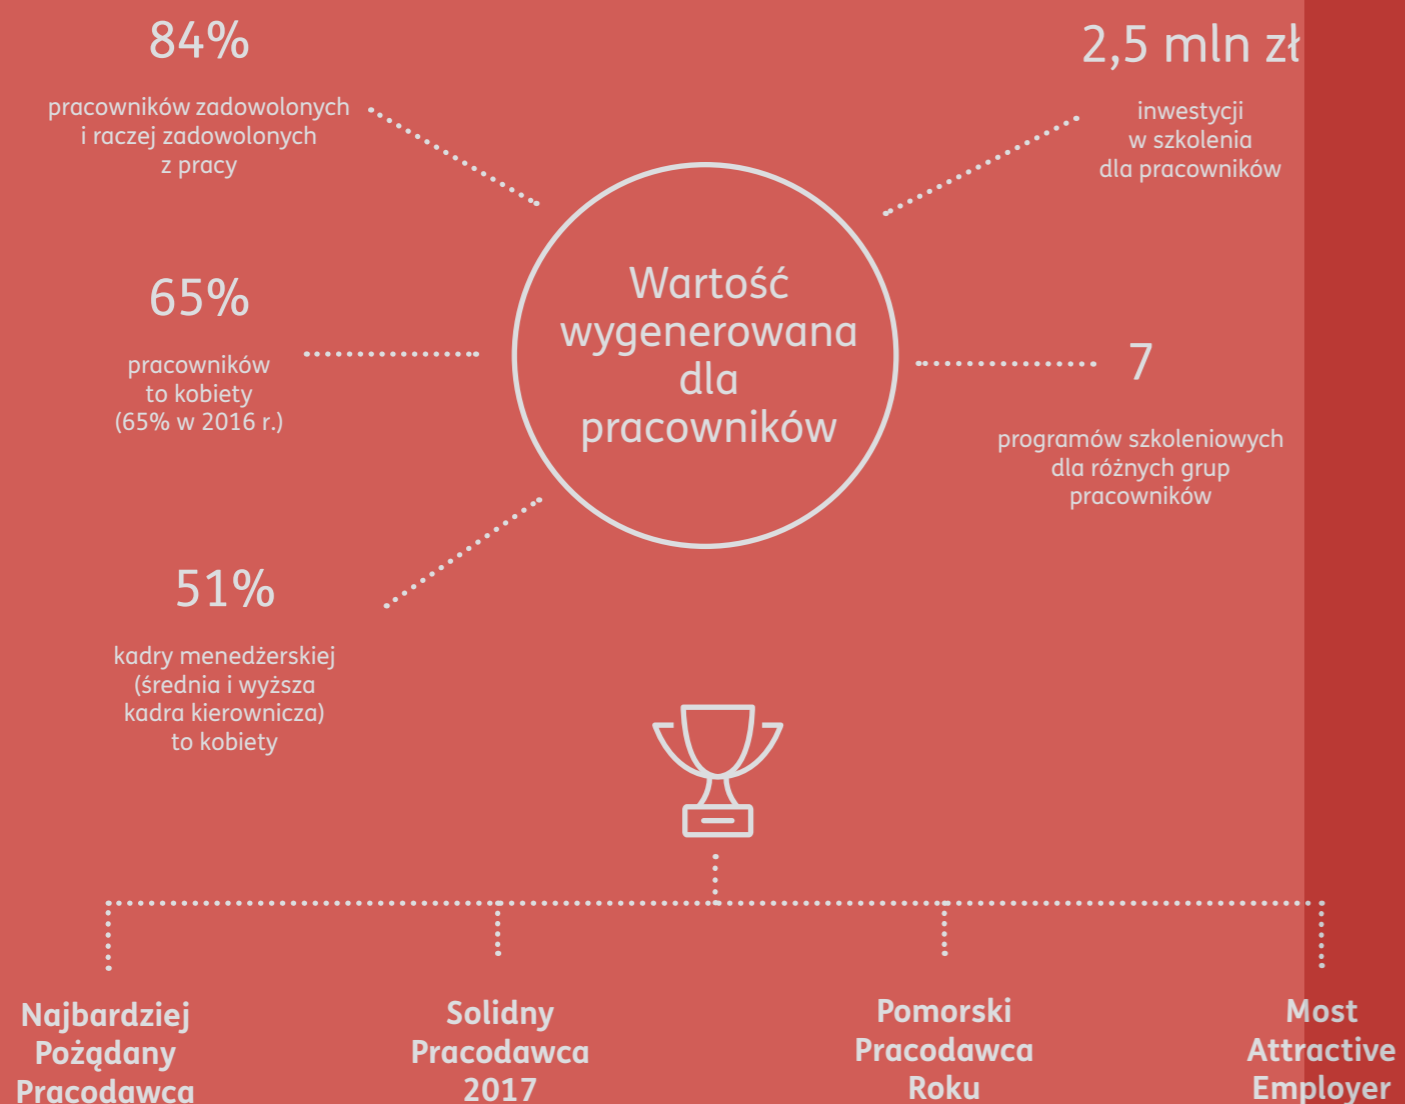 84%
pracowników zadowolonych
i raczej zadowolonych
z pracy
65%
pracowników
to kobiety
(65% w 2016 r.)
51%
kadry menedżerskiej
(średnia i wyższa
kadra kierownicza)
to kobiety
Wartość
wygenerowana
dla
pracowników
2,5 mln zł
inwestycji
w szkolenia
dla pracowników
7
programów szkoleniowych
dla różnych grup
pracowników
Najbardziej
Pożądany
Pracodawca
Solidny
Pracodawca
2017
Pomorski
Pracodawca
Roku
Most
Attractive
Employer